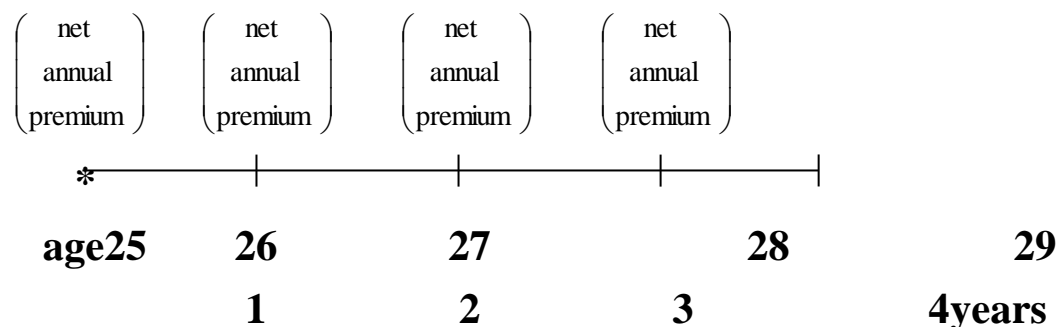 net net net net
annual annual annual annual
premium premium premium premium
*
age25 26 27 28 29
1 2 3 4years